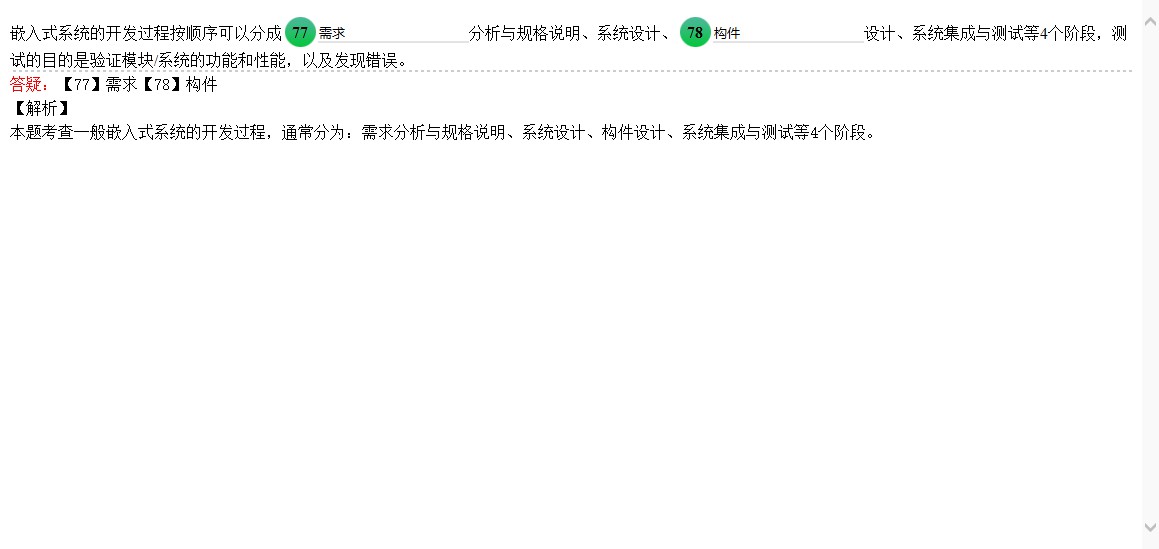 嵌入式系统的开发过程按顺序可以分成 77 需求 分析与规格说明、系统设计、 78 构件 设计、系统集成与测试等4个阶段，测
试的目的是验证模块/系统的功能和性能，以及发现错误。
答疑：【77】需求【78】构件
【解析】
本题考查一般嵌入式系统的开发过程，通常分为：需求分析与规格说明、系统设计、构件设计、系统集成与测试等4个阶段。